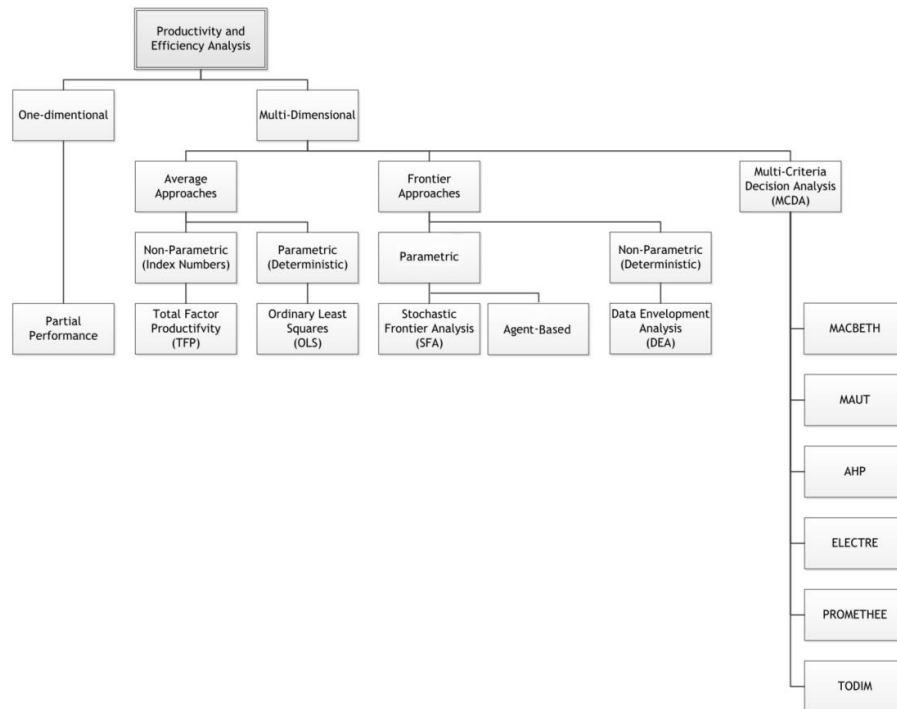 Productivity and
Efficiency Analysis
One-dimentional
Multi-Dimensional
Average
Approaches
Frontier
Approaches
Multi-Criteria
Decision Analysis
(MCDA)
Non-Parametric
(Index Numbers)
Parametric
(Deterministic)
Parametric
Non-Parametric
(Deterministic)
Partial
Performance
Total Factor
Productifvity
(TFP)
Ordinary Least
Squares
(OLS)
Stochastic
Frontier Analysis
(SFA)
Agent-Based
Data Envelopment
Analysis
(DEA)
MACBETH
MAUT
AHP
ELECTRE
PROMETHEE
TODIM